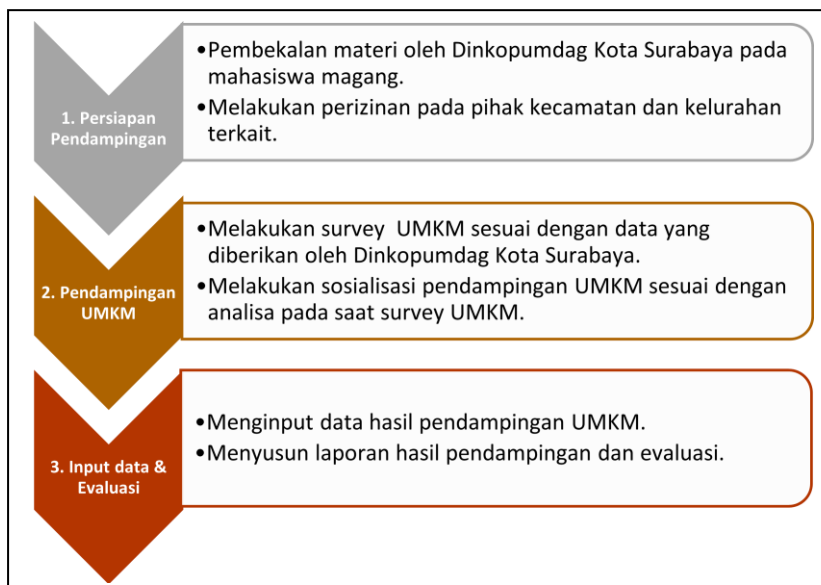 1. Persiapan
Pendampingan
•Pembekalan materi oleh Dinkopumdag Kota Surabaya pada
mahasiswa magang.
•Melakukan perizinan pada pihak kecamatan dan kelurahan
terkait.
2. Pendampingan
UMKM
•Melakukan survey UMKM sesuai dengan data yang
diberikan oleh Dinkopumdag Kota Surabaya.
•Melakukan sosialisasi pendampingan UMKM sesuai dengan
analisa pada saat survey UMKM.
3. Input data &
Evaluasi
•Menginput data hasil pendampingan UMKM.
•Menyusun laporan hasil pendampingan dan evaluasi.